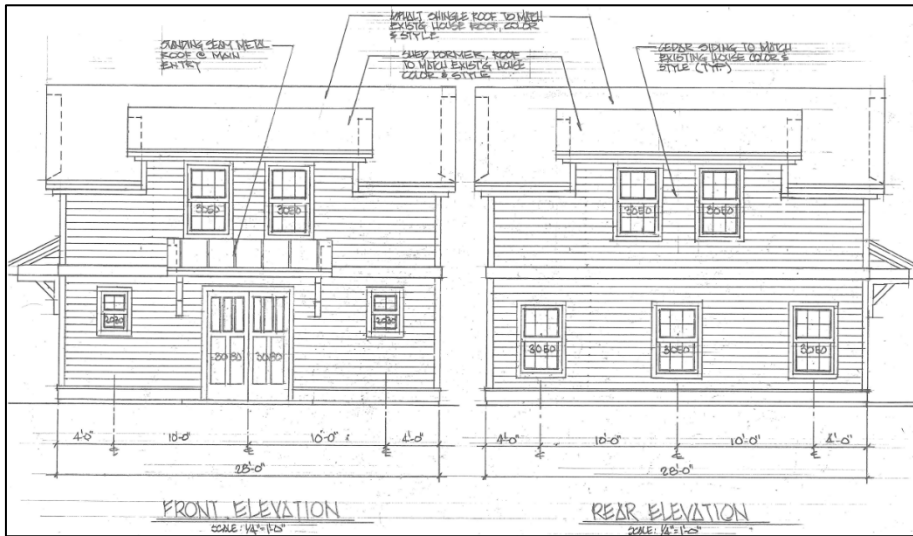 ASPHALT SHINGLE ROOF TO MATCH
EXIST'G HOUSE ROOF, COLOR
& STYLE
STANDING SEAM METAL
ROOF @ MAIN
ENTRY
SHED DORMER, ROOF
TO MATCH EXIST'G HOUSE
COLOR & STYLE
CEDAR SIDING TO MATCH
EXISTING HOUSE COLOR &
STYLE (TYP.)
3050 3050
2030 3080 3080 2030
4'-0" 10'-0" 10'-0" 4'-0"
28'-0"
FRONT ELEVATION
SCALE: 1/4"=1'-0"
3050 3050
3050 3050 3050
4'-0" 10'-0" 10'-0" 4'-0"
28'-0"
REAR ELEVATION
SCALE: 1/4"=1'-0"